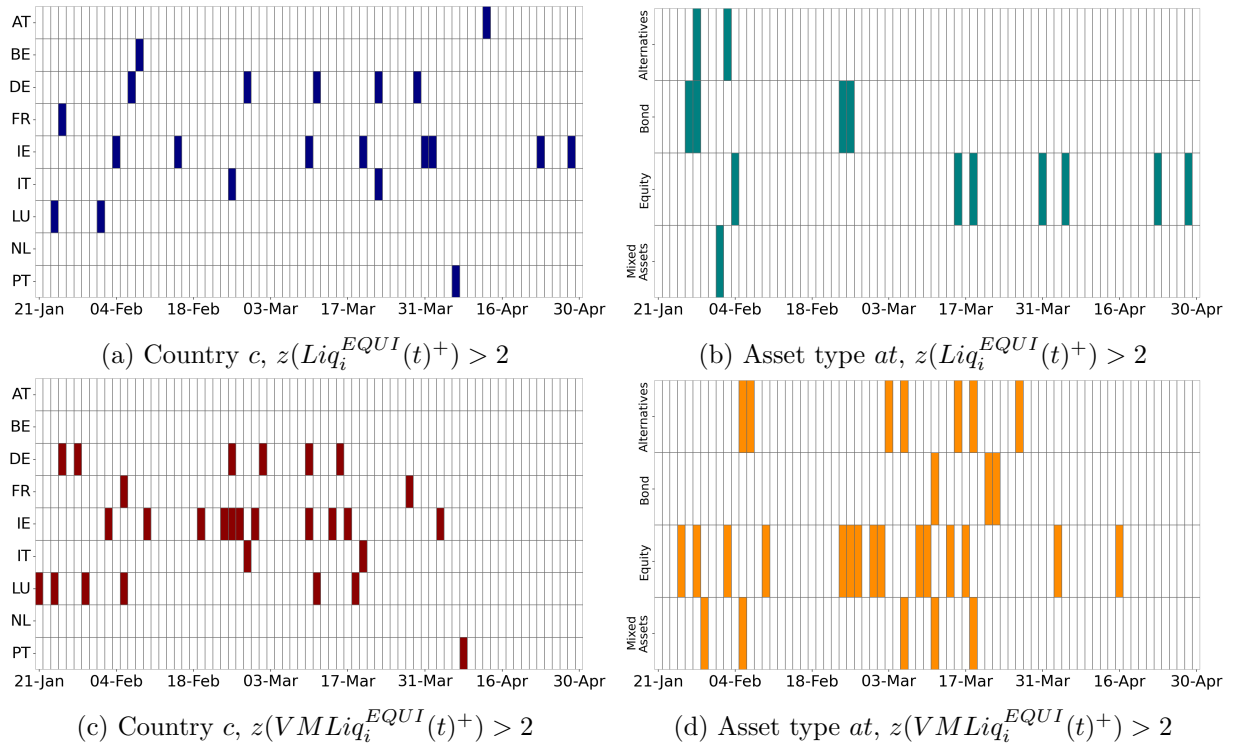 AT
BE
DE
FR
IE
IT
LU
NL
PT
21-Jan 04-Feb 18-Feb 03-Mar 17-Mar 31-Mar 16-Apr 30-Apr
(a) Country c, z(Liq_i^{EQUI}(t)^+) > 2
Alternatives
Bond
Equity
Mixed
Assets
21-Jan 04-Feb 18-Feb 03-Mar 17-Mar 31-Mar 16-Apr 30-Apr
(b) Asset type at, z(Liq_i^{EQUI}(t)^+) > 2
AT
BE
DE
FR
IE
IT
LU
NL
PT
21-Jan 04-Feb 18-Feb 03-Mar 17-Mar 31-Mar 16-Apr 30-Apr
(c) Country c, z(VMLiq_i^{EQUI}(t)^+) > 2
Alternatives
Bond
Equity
Mixed
Assets
21-Jan 04-Feb 18-Feb 03-Mar 17-Mar 31-Mar 16-Apr 30-Apr
(d) Asset type at, z(VMLiq_i^{EQUI}(t)^+) > 2